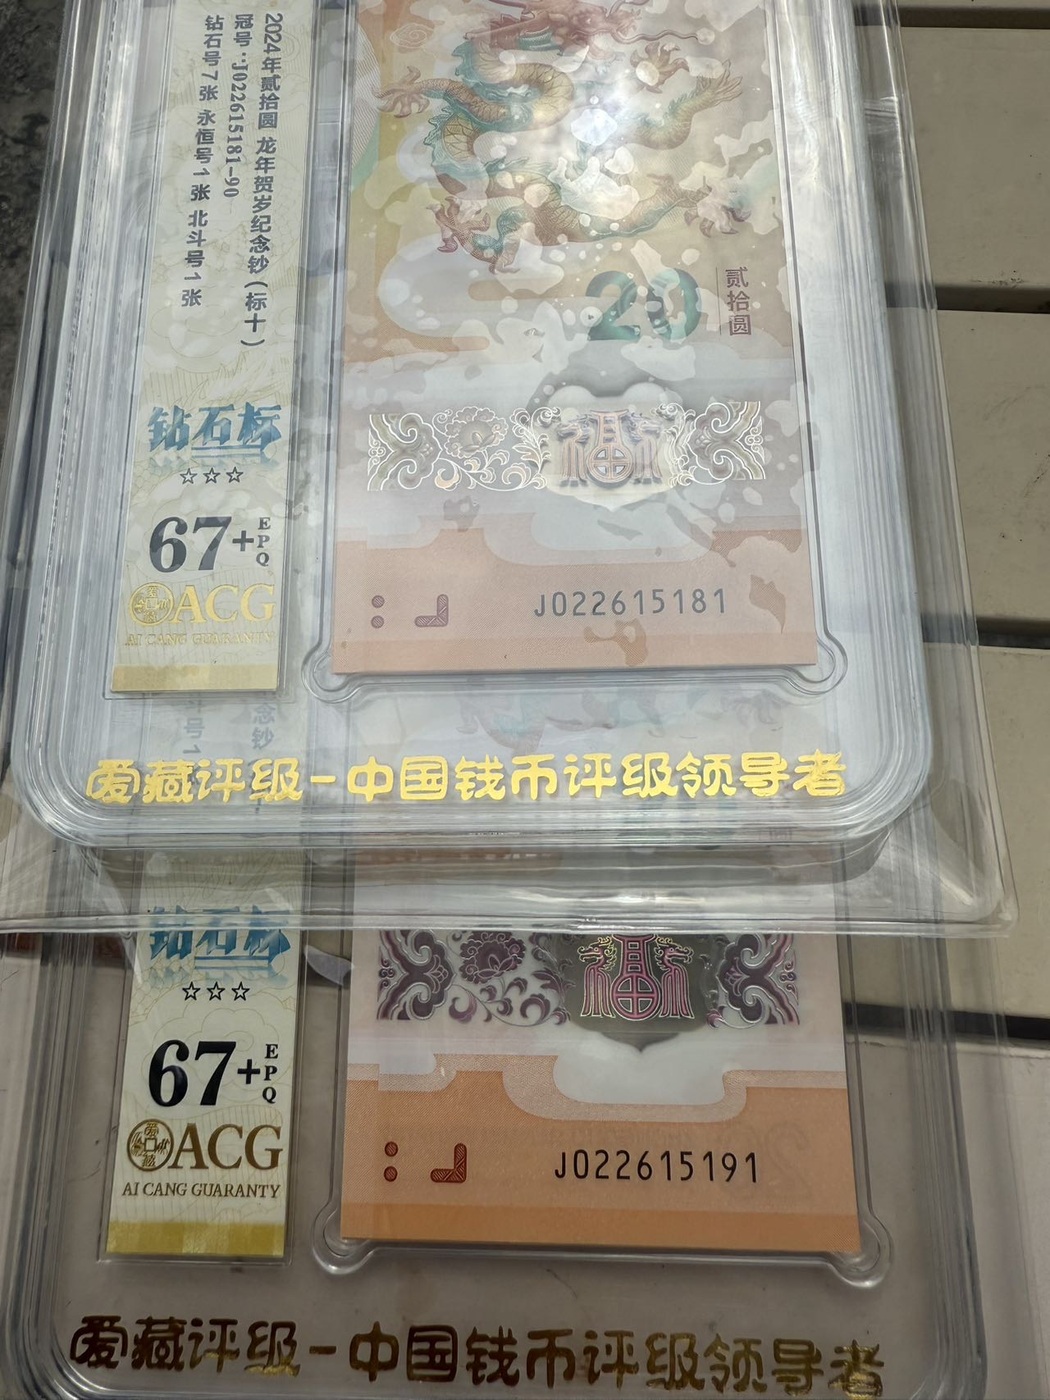 2024年贰拾圆 龙年贺岁纪念钞(标十)
冠号:J022615181-90
钻石号7张 永恒号1张 北斗号1张
钻石标
67+EPQ
ACG
AI CANG GUARANTY
20
贰拾圆
J022615181
爱藏评级-中国钱币评级领导者
念钞
号1
钻石标
67+EPQ
ACG
AI CANG GUARANTY
J022615191
爱藏评级-中国钱币评级领导者